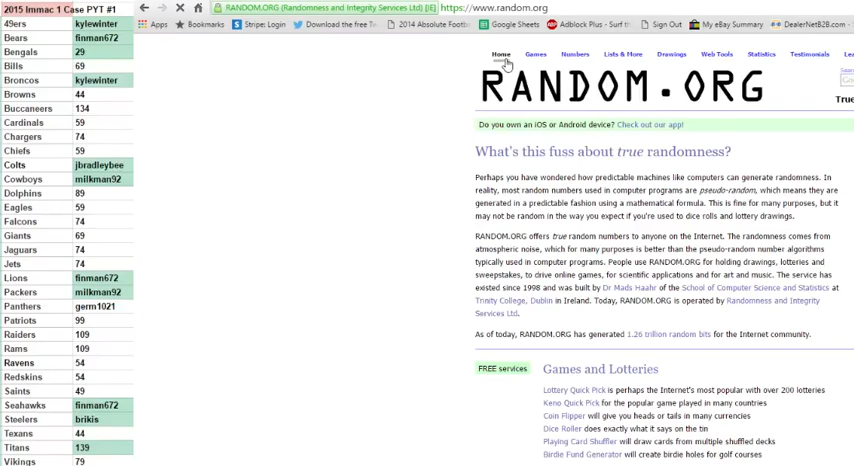 2015 Immac 1 Case PYT #1
49ers kylewinter
Bears finman672
Bengals 29
Bills 69
Broncos kylewinter
Browns 44
Buccaneers 134
Cardinals 59
Chargers 74
Chiefs 59
Colts jbradleybee
Cowboys milkman92
Dolphins 89
Eagles 59
Falcons 74
Giants 69
Jaguars 74
Jets 74
Lions finman672
Packers milkman92
Panthers germ1021
Patriots 99
Raiders 109
Rams 109
Ravens 54
Redskins 54
Saints 49
Seahawks finman672
Steelers brikis
Texans 44
Titans 139
Vikings 79
RANDOM.ORG (Randomness and Integrity Services Ltd) [IE] https://www.random.org
Apps Bookmarks Stripe: Login Download the free Tw 2014 Absolute Footba Google Sheets Adblock Plus - Surf th Sign Out My eBay Summary DealerNetB2B.com -
Home Games Numbers Lists & More Drawings Web Tools Statistics Testimonials Lea
RANDOM.ORG
Search
Goo
True
Do you own an iOS or Android device? Check out our app!
What's this fuss about true randomness?
Perhaps you have wondered how predictable machines like computers can generate randomness. In
reality, most random numbers used in computer programs are pseudo-random, which means they are
generated in a predictable fashion using a mathematical formula. This is fine for many purposes, but it
may not be random in the way you expect if you're used to dice rolls and lottery drawings.
RANDOM.ORG offers true random numbers to anyone on the Internet. The randomness comes from
atmospheric noise, which for many purposes is better than the pseudo-random number algorithms
typically used in computer programs. People use RANDOM.ORG for holding drawings, lotteries and
sweepstakes, to drive online games, for scientific applications and for art and music. The service has
existed since 1998 and was built by Dr Mads Haahr of the School of Computer Science and Statistics at
Trinity College, Dublin in Ireland. Today, RANDOM.ORG is operated by Randomness and Integrity
Services Ltd.
As of today, RANDOM.ORG has generated 1.26 trillion random bits for the Internet community.
FREE services
Games and Lotteries
Lottery Quick Pick is perhaps the Internet's most popular with over 200 lotteries
Keno Quick Pick for the popular game played in many countries
Coin Flipper will give you heads or tails in many currencies
Dice Roller does exactly what it says on the tin
Playing Card Shuffler will draw cards from multiple shuffled decks
Birdie Fund Generator will create birdie holes for golf courses